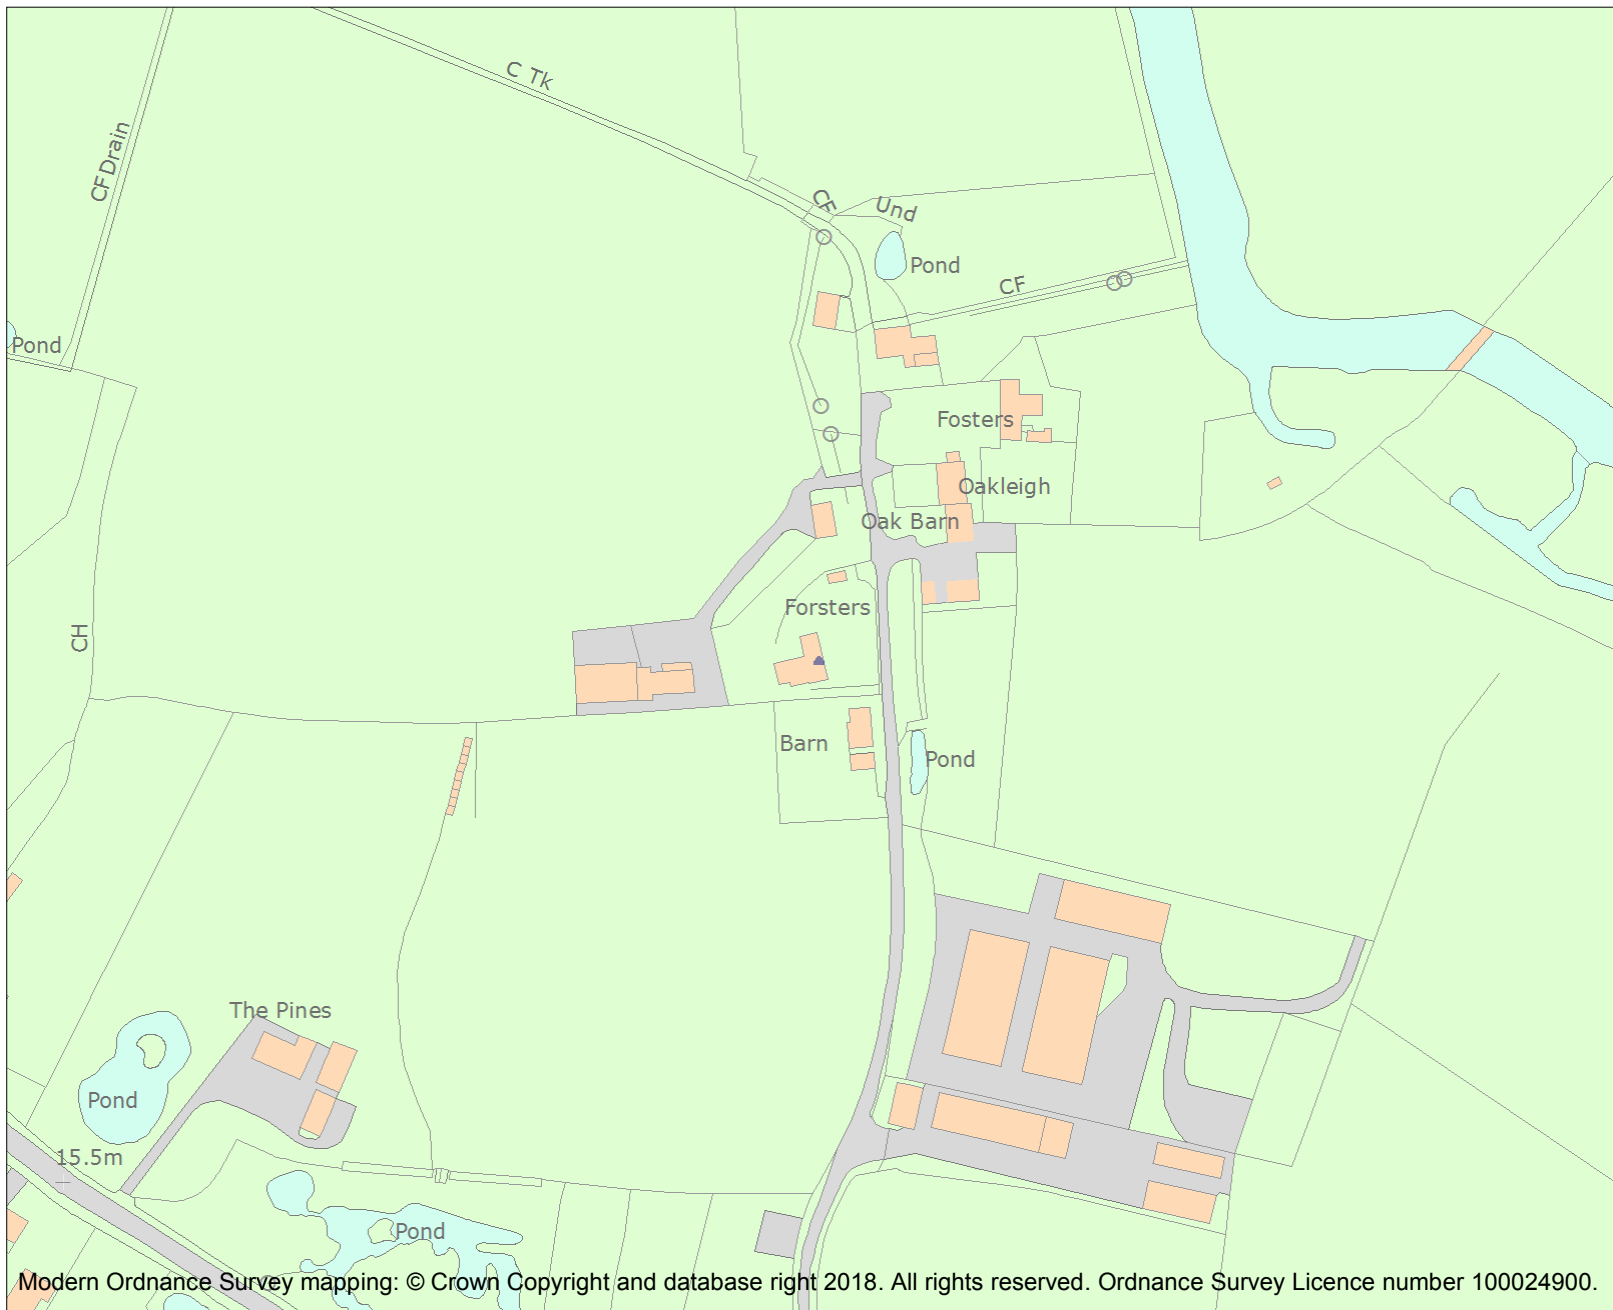 C Tk
CFDrain
CF
Und
Pond
CF
Pond
Fosters
Oakleigh
Oak Barn
Forsters
CH
Barn
Pond
The Pines
Pond
15.5m
Pond
Modern Ordnance Survey mapping: © Crown Copyright and database right 2018. All rights reserved. Ordnance Survey Licence number 100024900.